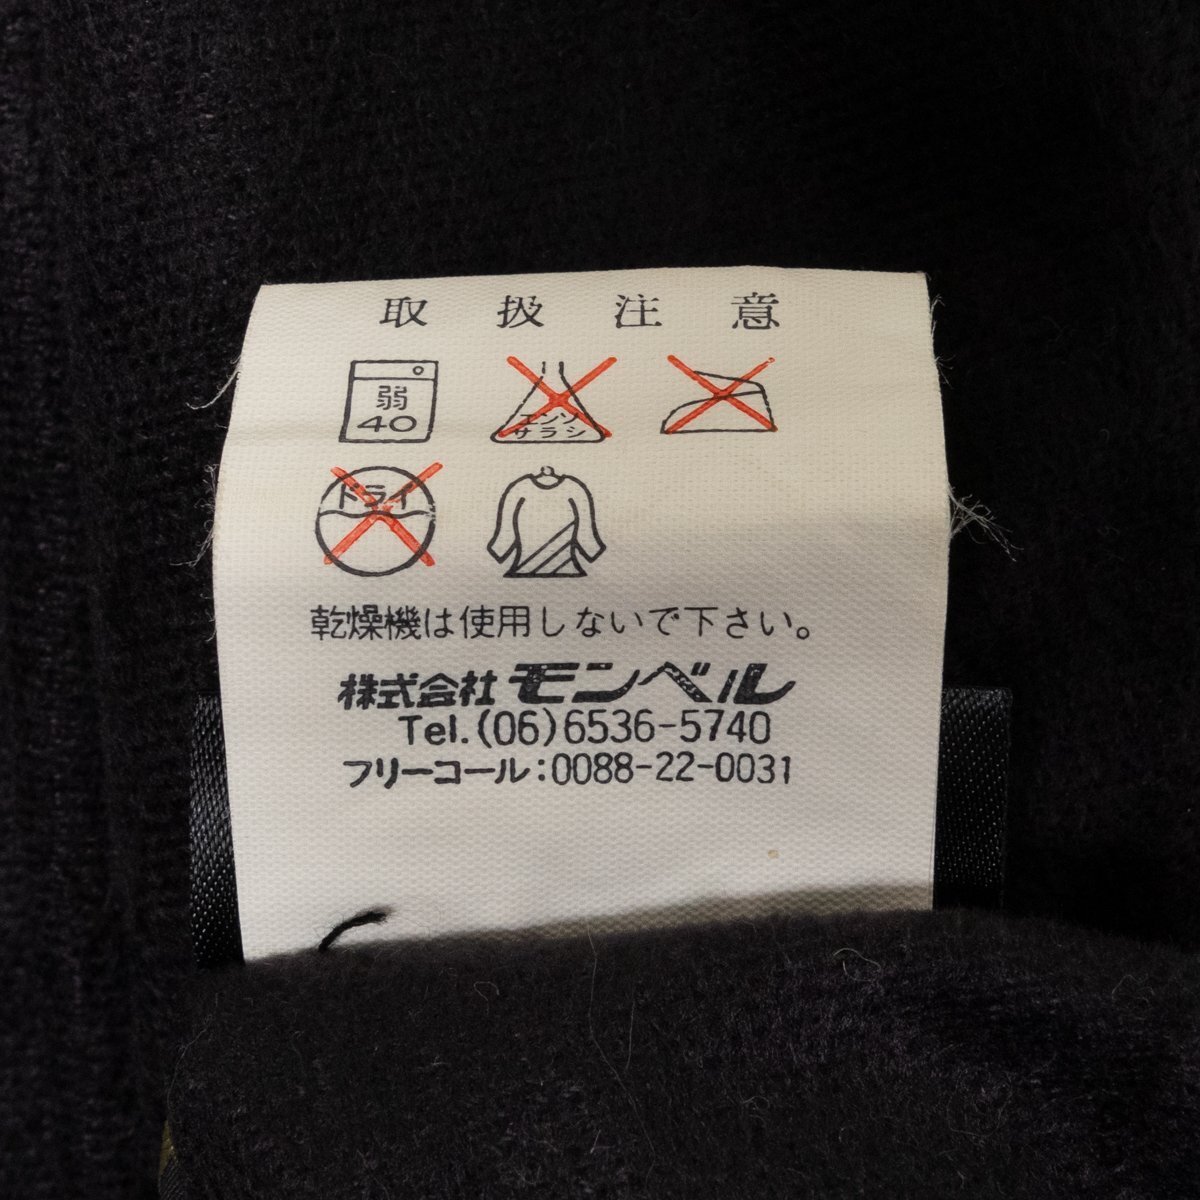 取扱注意
弱
40
エンソ
サラシ
ドライ
乾燥機は使用しないで下さい。
株式会社 モンベル
Tel.(06)6536-5740
フリーコール:0088-22-0031